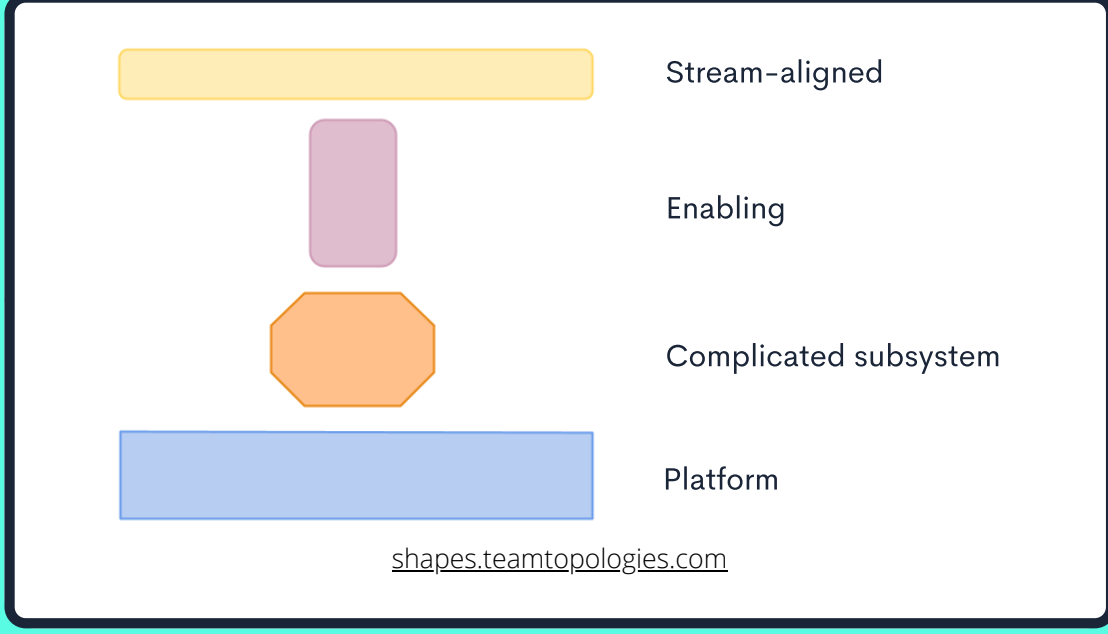 Stream-aligned
Enabling
Complicated subsystem
Platform
shapes.teamtopologies.com